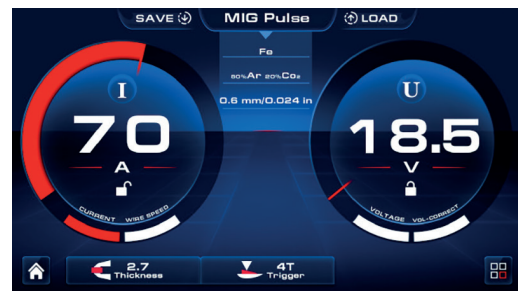 SAVE
MIG Pulse
LOAD
Fe
80%Ar 20%Co₂
0.6 mm/0.024 in
I
70
A
CURRENT WIRE SPEED
U
18.5
V
VOLTAGE VOL-CORRECT
2.7
Thickness
4T
Trigger